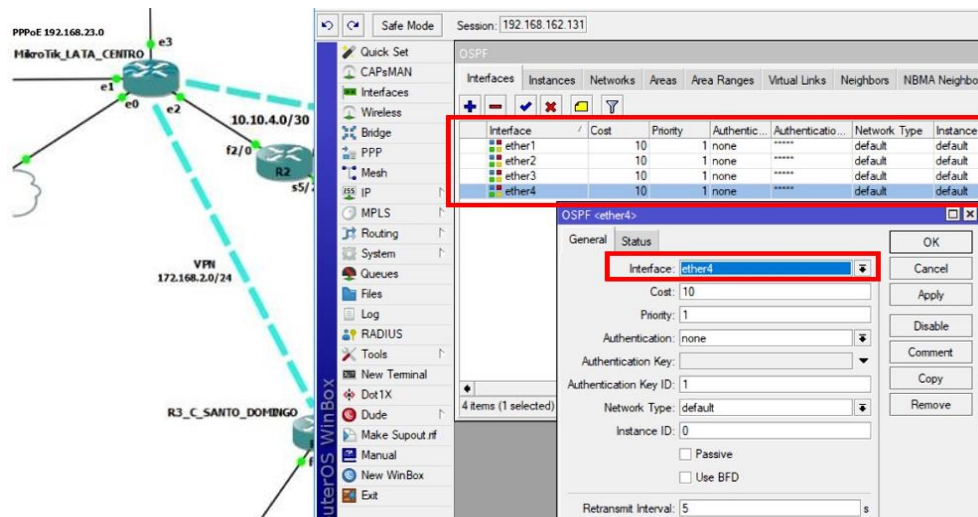 PPPoE 192.168.23.0
MikroTik_LATA_CENTRO
e3
e1
e0
e2
10.10.4.0/30
f2/0
R2
VPN
172.168.2.0/24
R3_C_SANTO_DOMINGO
Safe Mode
Session: 192.168.162.131
Quick Set
CAPsMAN
Interfaces
Wireless
Bridge
PPP
Mesh
IP
MPLS
Routing
System
Queues
Files
Log
RADIUS
Tools
New Terminal
Dot1X
Dude
Make Supout.rif
Manual
New WinBox
Exit
uterOS WinBox
OSPF
Interfaces Instances Networks Areas Area Ranges Virtual Links Neighbors NBMA Neighbo
Interface / Cost Priority Authentic... Authenticatio... Network Type Instance
ether1 10 1 none ***** default default
ether2 10 1 none ***** default default
ether3 10 1 none ***** default default
ether4 10 1 none ***** default default
4 items (1 selected)
OSPF <ether4>
General Status
Interface: ether4
Cost: 10
Priority: 1
Authentication: none
Authentication Key:
Authentication Key ID: 1
Network Type: default
Instance ID: 0
Passive
Use BFD
Retransmit Interval: 5 s
OK
Cancel
Apply
Disable
Comment
Copy
Remove